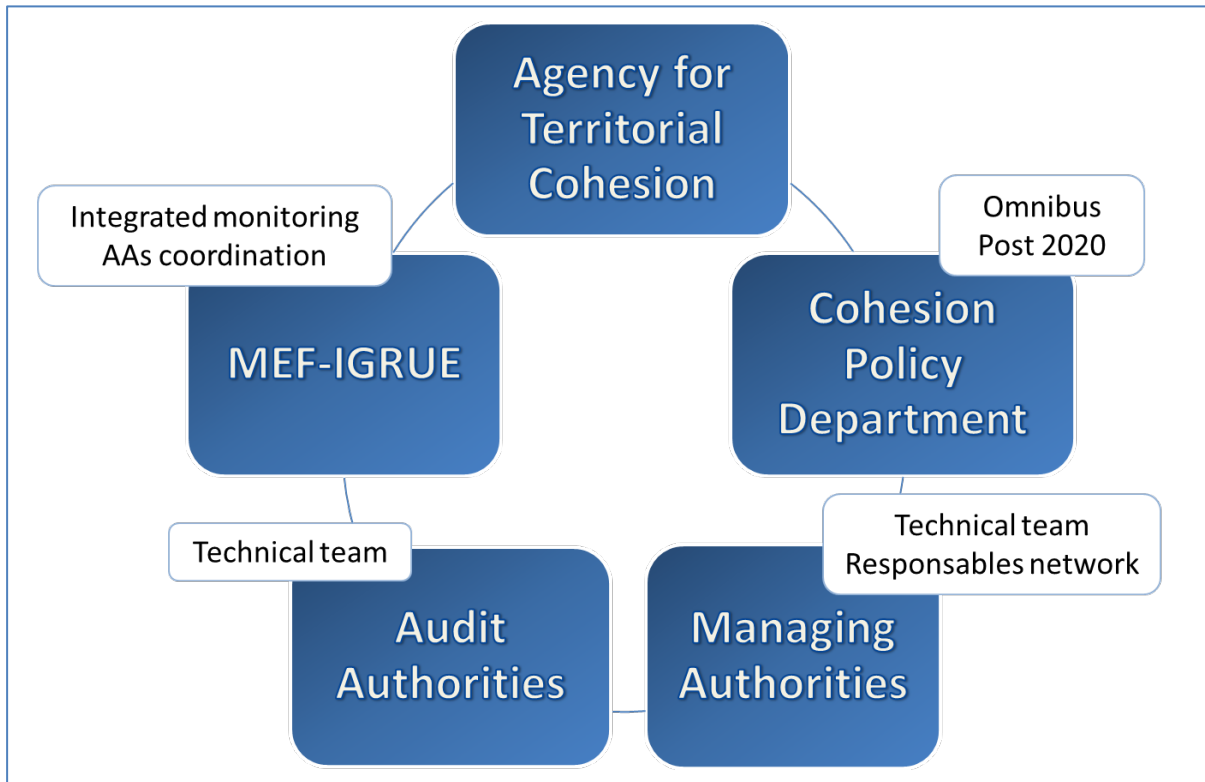 Agency for
Territorial
Cohesion
Integrated monitoring
AAs coordination
Omnibus
Post 2020
MEF-IGRUE
Cohesion
Policy
Department
Technical team
Technical team
Responsables network
Audit
Authorities
Managing
Authorities